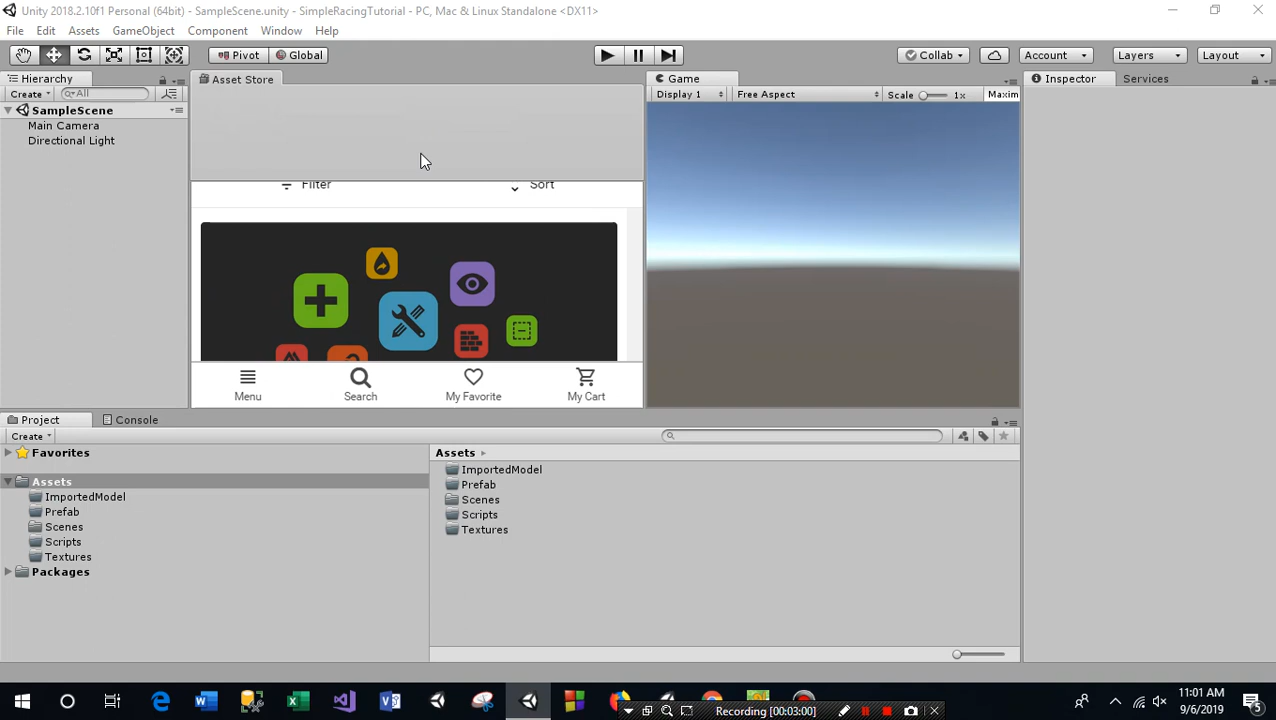 Unity 2018.2.10f1 Personal (64bit) - SampleScene.unity - SimpleRacingTutorial - PC, Mac & Linux Standalone <DX11>
File Edit Assets GameObject Component Window Help
Pivot Global Collab Account Layers Layout
Hierarchy Asset Store Game Inspector Services
Create All Display 1 Free Aspect Scale 1x Maxim
SampleScene
Main Camera
Directional Light
Filter Sort
Menu Search My Favorite My Cart
Project Console
Create
Favorites Assets
Assets ImportedModel
ImportedModel Prefab
Prefab Scenes
Scenes Scripts
Scripts Textures
Textures
Packages
11:01 AM
9/6/2019
5
Recording [00:03:00]